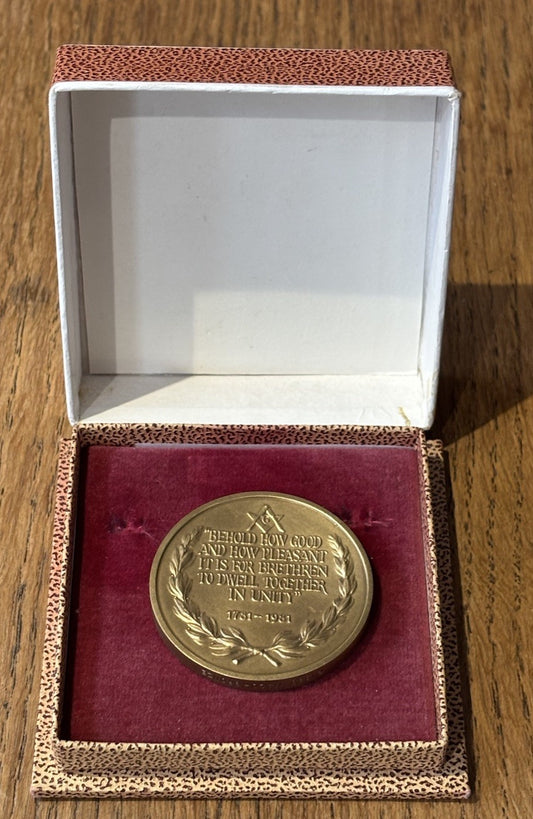 G
"BEHOLD HOW GOOD
AND HOW PLEASANT
IT IS FOR BRETHREN
TO DWELL TOGETHER
IN UNITY"
1731-1981